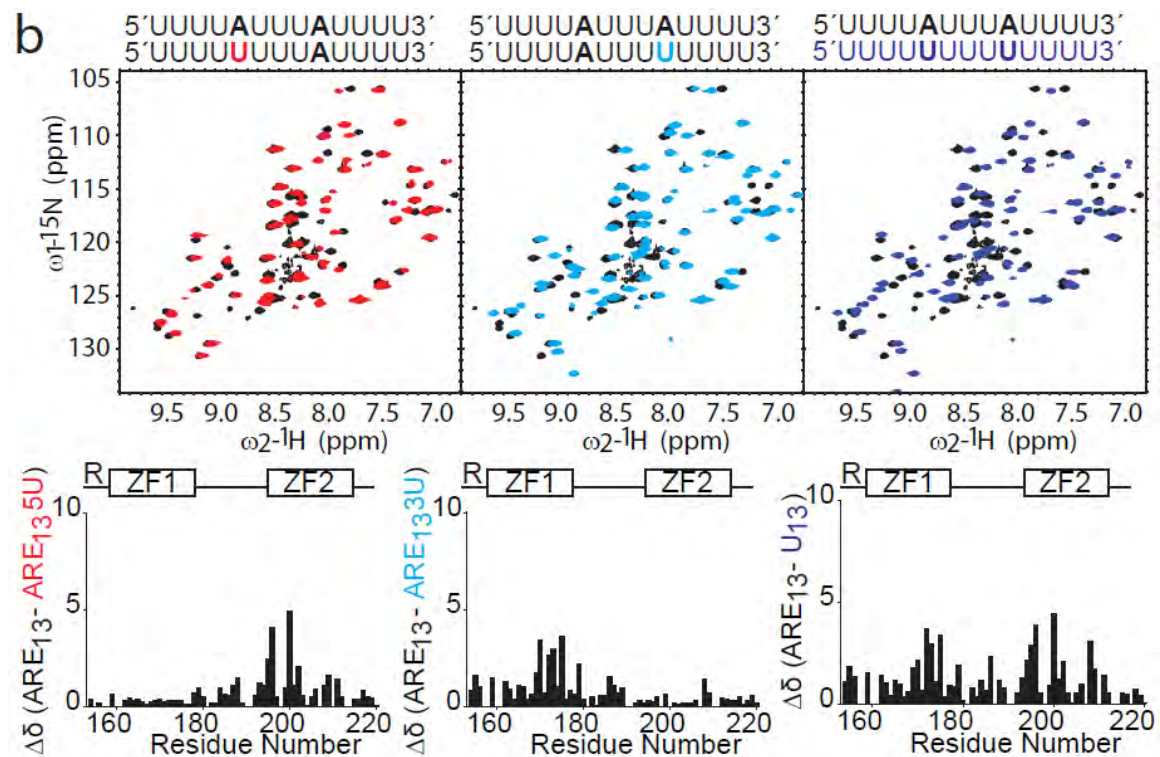 b
5´UUUUAUUUAUUUU3´ 5´UUUUAUUUAUUUU3´ 5´UUUUAUUUAUUUU3´
5´UUUUUUUUAUUUU3´ 5´UUUUAUUUUUUUU3´ 5´UUUUUUUUUUUUU3´
105
110
115
120
125
130
ω1-15N (ppm)
9.5 9.0 8.5 8.0 7.5 7.0 9.5 9.0 8.5 8.0 7.5 7.0 9.5 9.0 8.5 8.0 7.5 7.0
ω2-1H (ppm) ω2-1H (ppm) ω2-1H (ppm)
R ZF1 ZF2 R ZF1 ZF2 R ZF1 ZF2
10 10 10
5 5 5
0 0 0
Δδ (ARE13- ARE135U)
Δδ (ARE13- ARE133U)
Δδ (ARE13- U13)
160 180 200 220 160 180 200 220 160 180 200 220
Residue Number Residue Number Residue Number